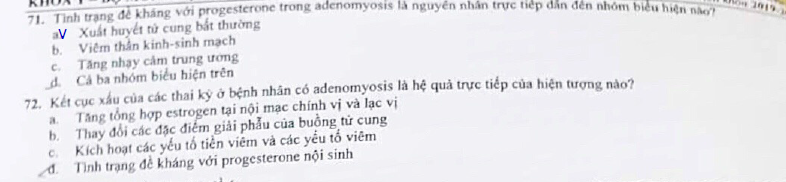 71. Tình trạng đề kháng với progesterone trong adenomyosis là nguyên nhân trực tiếp dẫn đến nhóm biểu hiện nào?
a. Xuất huyết tử cung bất thường
b. Viêm thần kinh-sinh mạch
c. Tăng nhạy cảm trung ương
d. Cả ba nhóm biểu hiện trên
72. Kết cục xấu của các thai kỳ ở bệnh nhân có adenomyosis là hệ quả trực tiếp của hiện tượng nào?
a. Tăng tổng hợp estrogen tại nội mạc chính vị và lạc vị
b. Thay đổi các đặc điểm giải phẫu của buồng tử cung
c. Kích hoạt các yếu tố tiền viêm và các yếu tố viêm
d. Tình trạng đề kháng với progesterone nội sinh